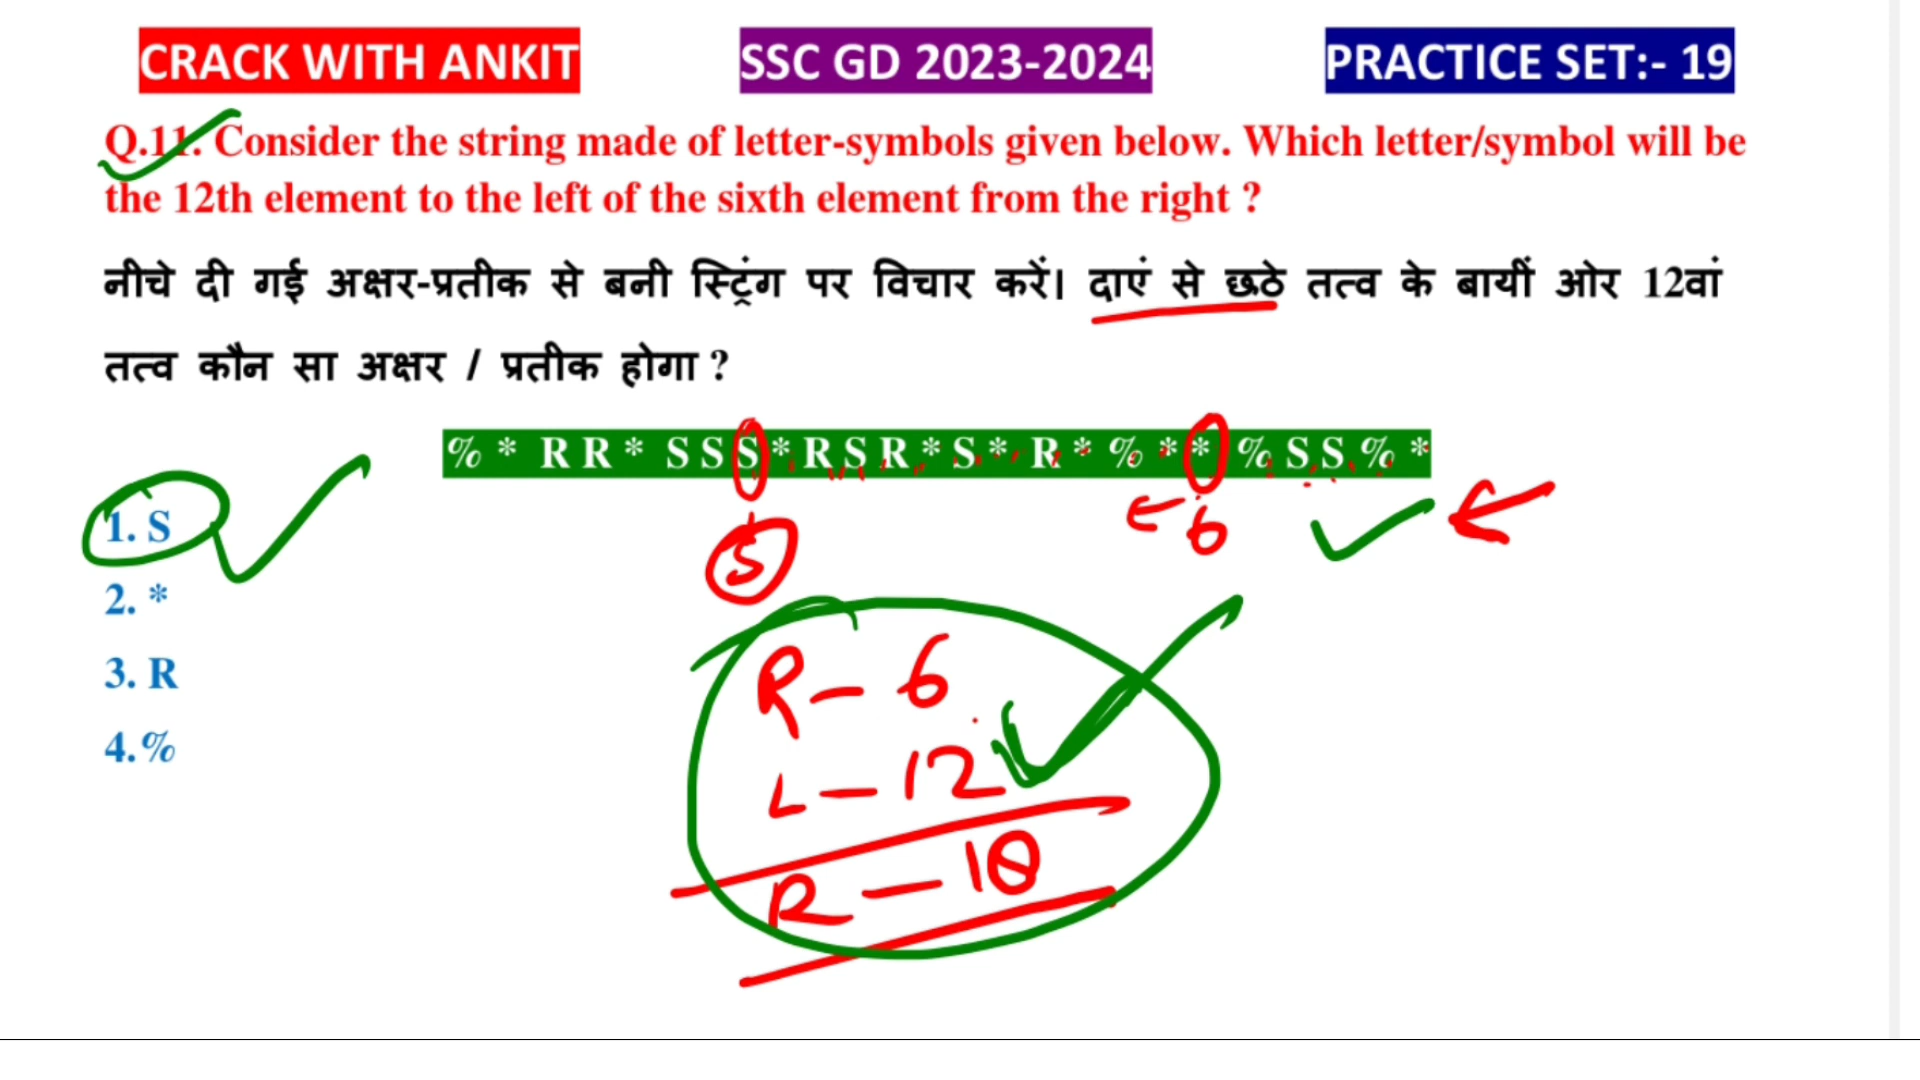 CRACK WITH ANKIT SSC GD 2023-2024 PRACTICE SET:- 19
Q.11. Consider the string made of letter-symbols given below. Which letter/symbol will be
the 12th element to the left of the sixth element from the right ?
नीचे दी गई अक्षर-प्रतीक से बनी स्ट्रिंग पर विचार करें। दाएं से छठे तत्व के बायीं ओर 12वां
तत्व कौन सा अक्षर / प्रतीक होगा ?
% * R R * S S S * R S R * S * R * % * * % S S % *
1. S
6
S
2. *
R - 6
3. R
4.%
L - 12
R - 18